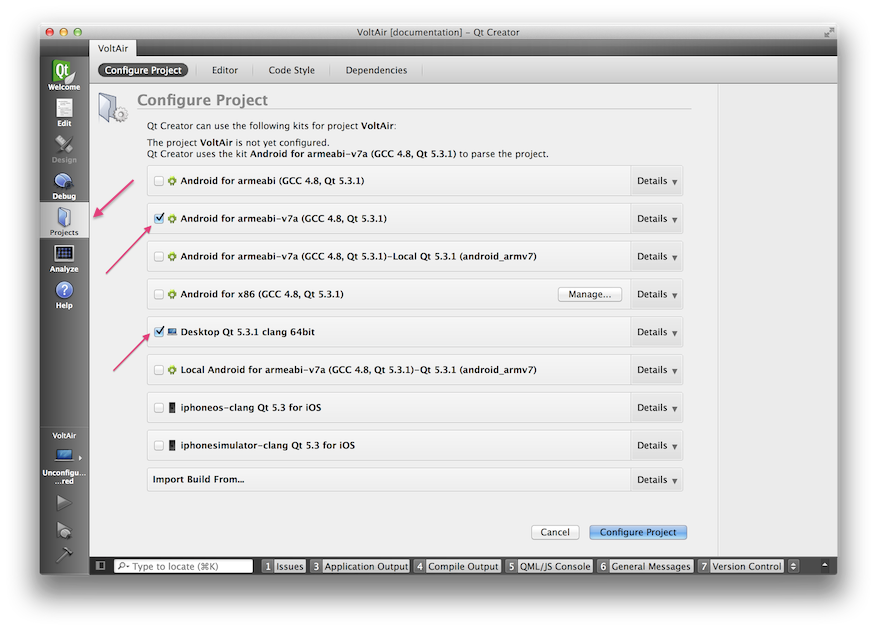 VoltAir [documentation] - Qt Creator
VoltAir
Configure Project
Editor
Code Style
Dependencies
Qt
Welcome
Edit
Design
Debug
Projects
Analyze
Help
Configure Project
Qt Creator can use the following kits for project VoltAir:
The project VoltAir is not yet configured.
Qt Creator uses the kit Android for armeabi-v7a (GCC 4.8, Qt 5.3.1) to parse the project.
Android for armeabi (GCC 4.8, Qt 5.3.1) Details
Android for armeabi-v7a (GCC 4.8, Qt 5.3.1) Details
Android for armeabi-v7a (GCC 4.8, Qt 5.3.1)-Local Qt 5.3.1 (android_armv7) Details
Android for x86 (GCC 4.8, Qt 5.3.1) Manage... Details
Desktop Qt 5.3.1 clang 64bit Details
Local Android for armeabi-v7a (GCC 4.8, Qt 5.3.1)-Qt 5.3.1 (android_armv7) Details
iphoneos-clang Qt 5.3 for iOS Details
iphonesimulator-clang Qt 5.3 for iOS Details
Import Build From... Details
Cancel
Configure Project
VoltAir
Unconfigu...
...red
Type to locate (⌘K)
1 Issues
3 Application Output
4 Compile Output
5 QML/JS Console
6 General Messages
7 Version Control